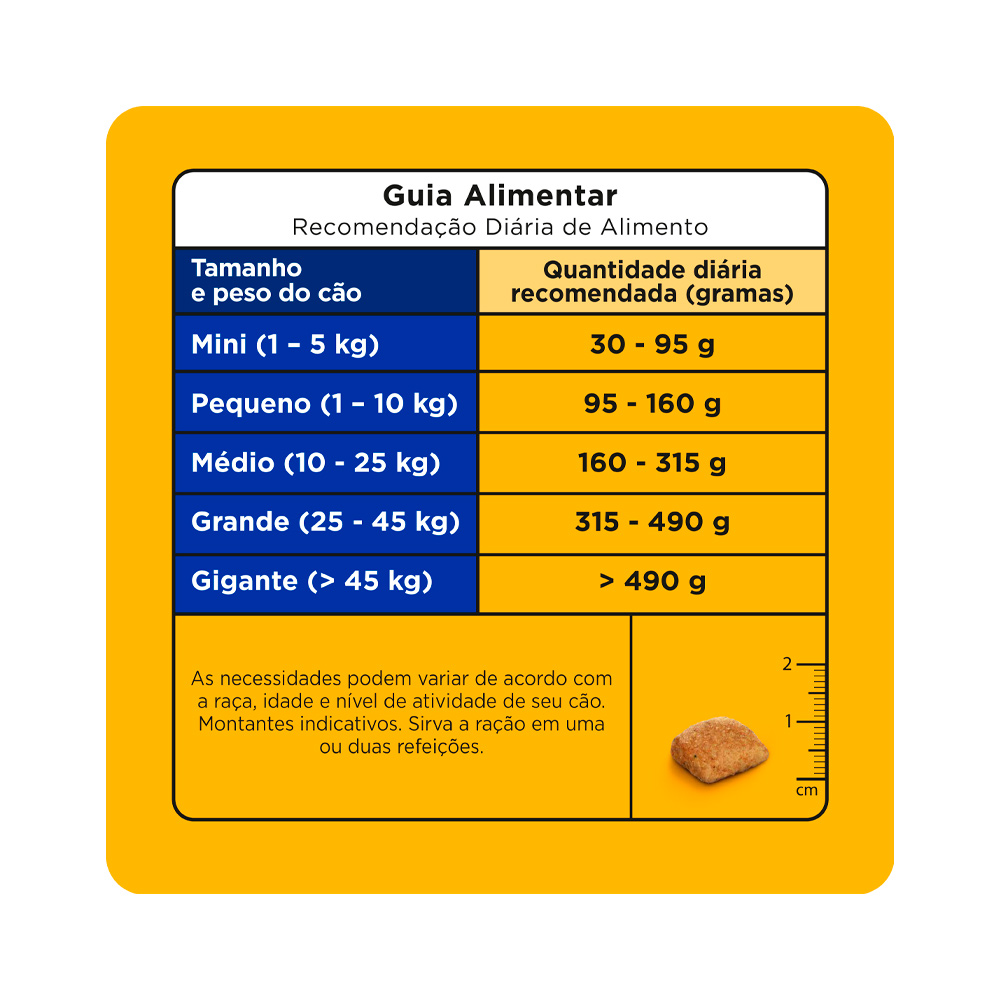 Guia Alimentar
Recomendação Diária de Alimento
Tamanho
e peso do cão
Quantidade diária
recomendada (gramas)
Mini (1 – 5 kg)
30 - 95 g
Pequeno (1 – 10 kg)
95 - 160 g
Médio (10 - 25 kg)
160 - 315 g
Grande (25 - 45 kg)
315 - 490 g
Gigante (> 45 kg)
> 490 g
As necessidades podem variar de acordo com
a raça, idade e nível de atividade de seu cão.
Montantes indicativos. Sirva a ração em uma
ou duas refeições.
2
1
cm